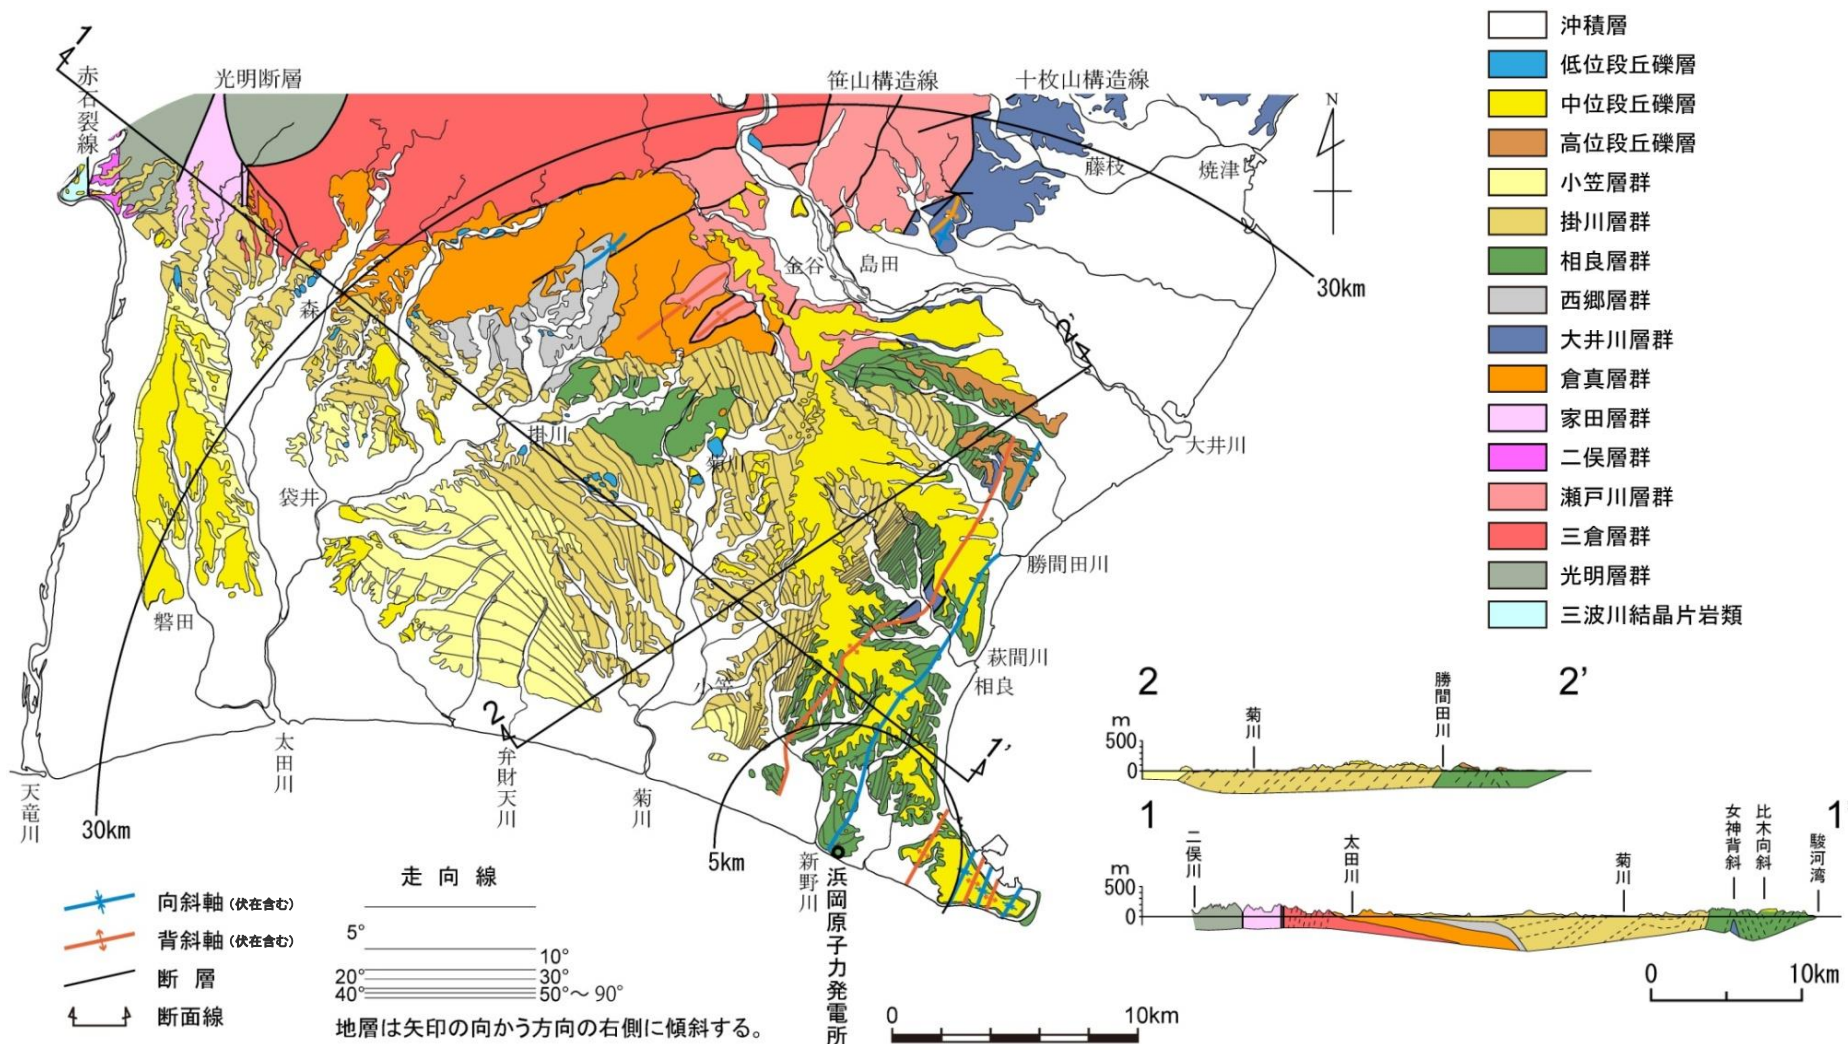 1
赤石裂線
光明断層
笹山構造線
十枚山構造線
N
藤枝
焼津
30km
金谷
島田
森
2'
大井川
掛川
菊川
袋井
勝間田川
磐田
萩間川
相良
小笠
2
1'
太田川
弁財天川
菊川
天竜川
30km
5km
新野川
浜岡原子力発電所
沖積層
低位段丘礫層
中位段丘礫層
高位段丘礫層
小笠層群
掛川層群
相良層群
西郷層群
大井川層群
倉真層群
家田層群
二俣層群
瀬戸川層群
三倉層群
光明層群
三波川結晶片岩類
2
2'
m
500
0
菊川
勝間田川
1
1
m
500
0
二俣川
太田川
菊川
女神背斜
比木向斜
駿河湾
0 10km
向斜軸(伏在含む)
背斜軸(伏在含む)
断層
断面線
走向線
5°
10°
20° 30°
40° 50°~90°
地層は矢印の向かう方向の右側に傾斜する。
0 10km